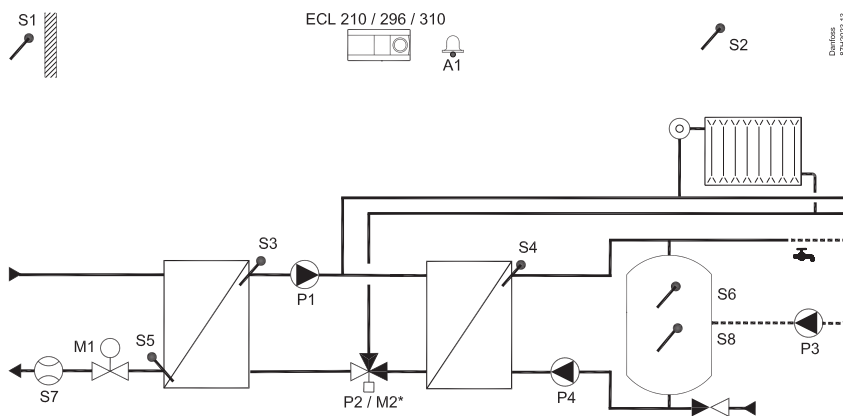 S1
ECL 210 / 296 / 310
A1
S2
Danfoss
S3
P1
S4
S6
S8
P3
M1
S5
S7
P2 / M2*
P4